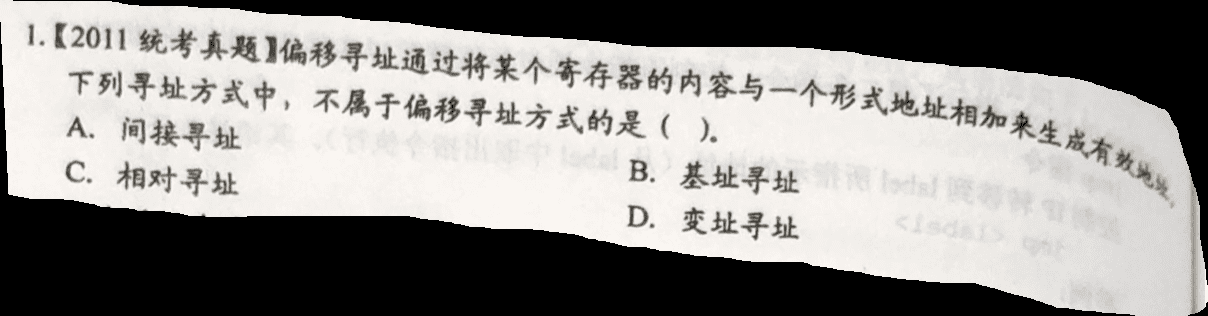 1.【2011 统考真题】偏移寻址通过将某个寄存器的内容与一个形式地址相加来生成有效地址。
下列寻址方式中，不属于偏移寻址方式的是（ ）。
A. 间接寻址
B. 基址寻址
C. 相对寻址
D. 变址寻址